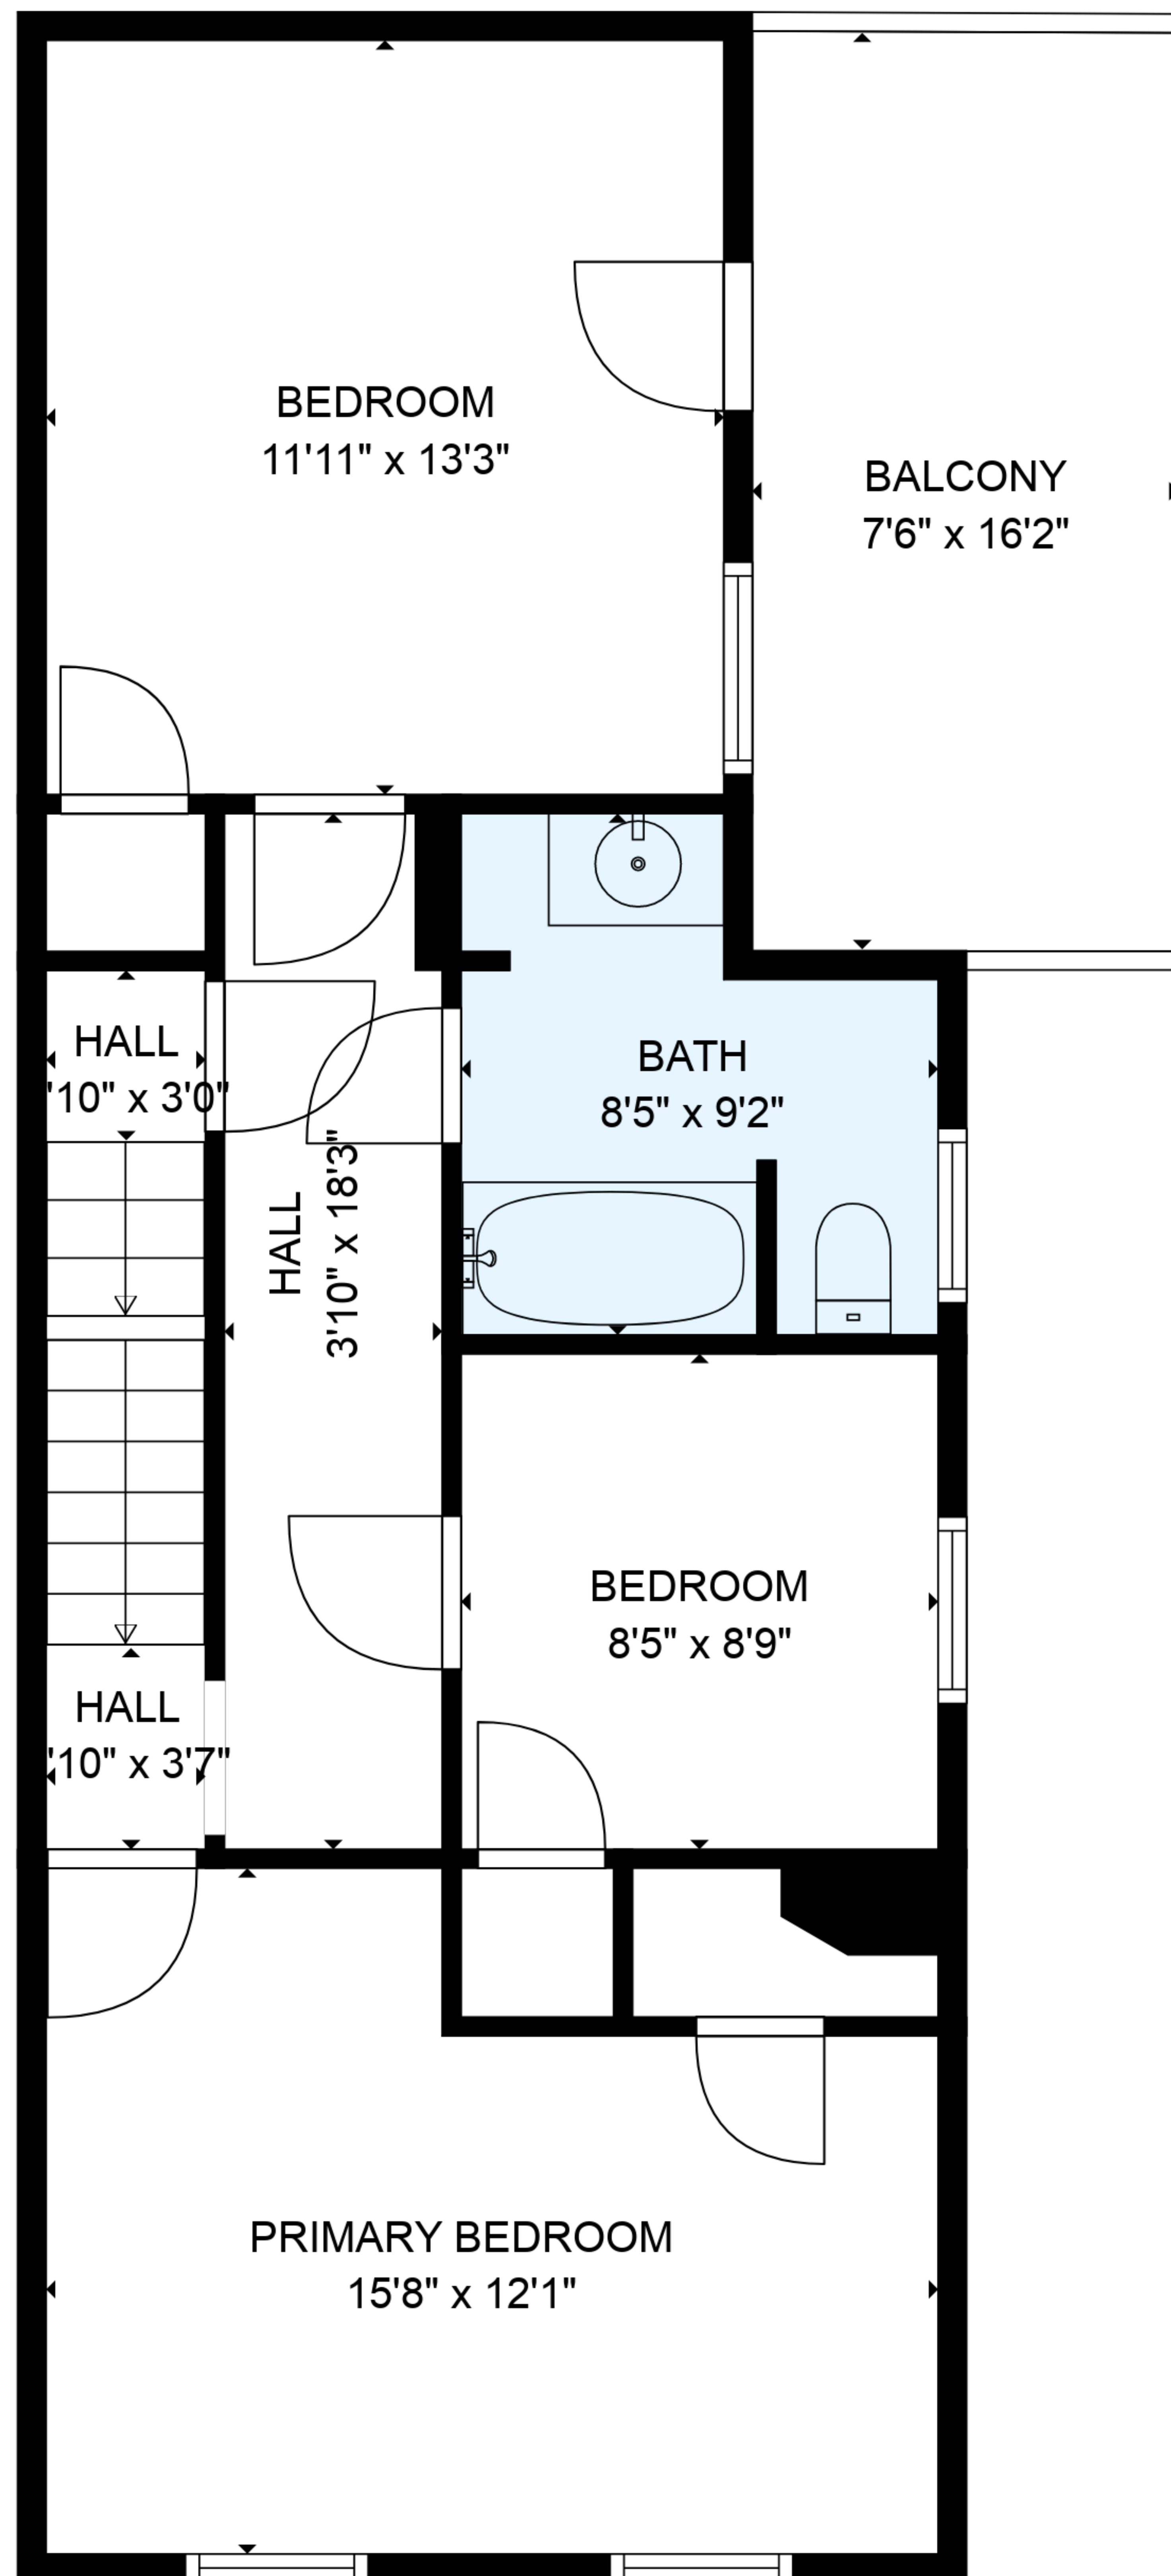 BEDROOM
11'11" x 13'3"
BALCONY
7'6" x 16'2"
HALL
'10" x 3'0"
BATH
8'5" x 9'2"
HALL
3'10" x 18'3"
BEDROOM
8'5" x 8'9"
HALL
'10" x 3'7"
PRIMARY BEDROOM
15'8" x 12'1"